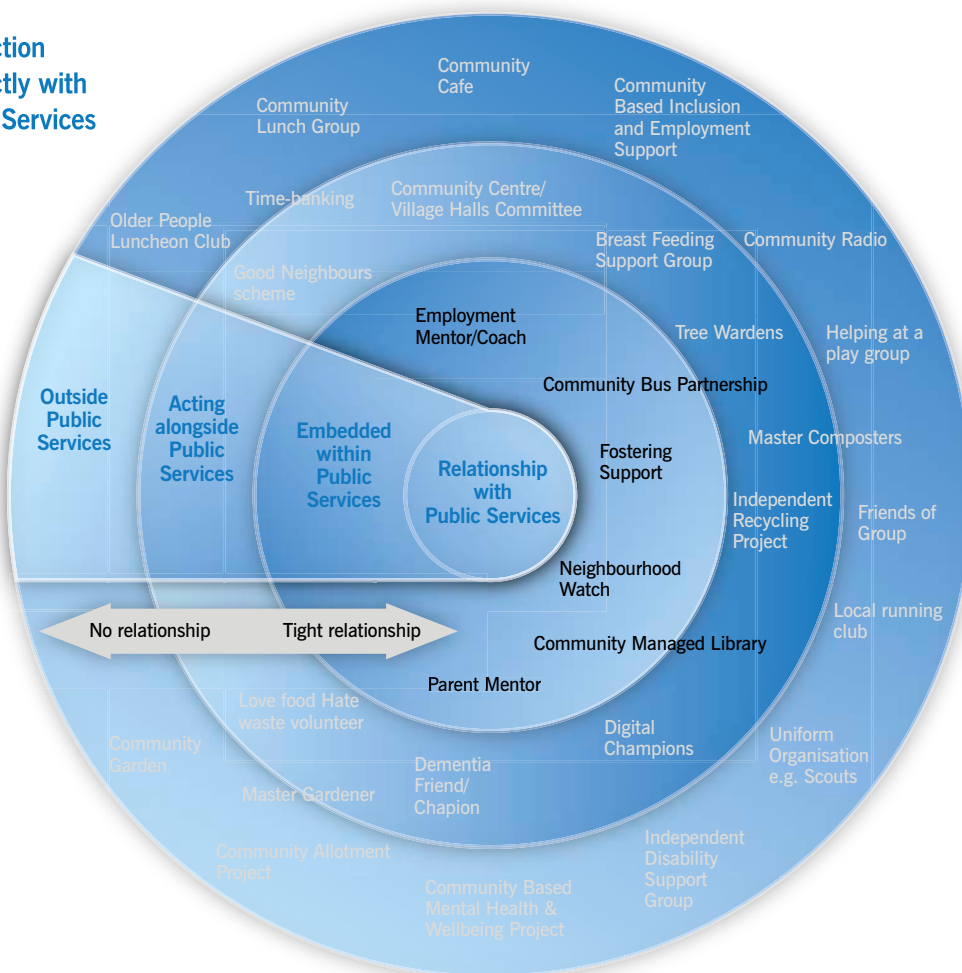 ction
ctly with
Services
Community
Cafe
Community
Lunch Group
Community
Based Inclusion
and Employment
Support
Time-banking
Community Centre/
Village Halls Committee
Older People
Luncheon Club
Good Neighbours
scheme
Breast Feeding
Support Group
Community Radio
Employment
Mentor/Coach
Tree Wardens
Helping at a
play group
Community Bus Partnership
Outside
Public
Services
Acting
alongside
Public
Services
Embedded
within
Public
Services
Relationship
with
Public Services
Fostering
Support
Master Composters
Independent
Recycling
Project
Friends of
Group
Neighbourhood
Watch
Local running
club
No relationship
Tight relationship
Community Managed Library
Parent Mentor
Love food Hate
waste volunteer
Community
Garden
Digital
Champions
Uniform
Organisation
e.g. Scouts
Dementia
Friend/
Chapion
Master Gardener
Community Allotment
Project
Independent
Disability
Support
Group
Community Based
Mental Health &
Wellbeing Project